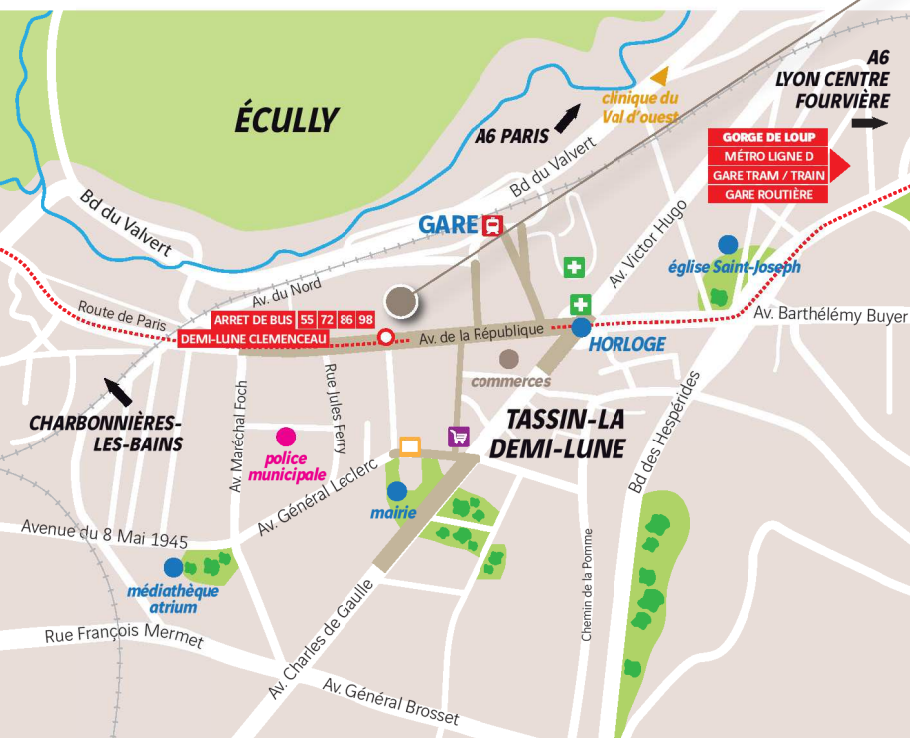 ÉCULLY
A6 PARIS
clinique du
Val d'ouest
A6
LYON CENTRE
FOURVIÈRE
GORGE DE LOUP
MÉTRO LIGNE D
GARE TRAM / TRAIN
GARE ROUTIÈRE
Bd du Valvert
Bd du Valvert
GARE
Av. Victor Hugo
église Saint-Joseph
Av. du Nord
Route de Paris
ARRET DE BUS 55 72 86 98
DEMI-LUNE CLEMENCEAU
Av. de la République
HORLOGE
Av. Barthélémy Buyer
commerces
CHARBONNIÈRES-
LES-BAINS
Av. Maréchal Foch
Rue Jules Ferry
TASSIN-LA
DEMI-LUNE
Bd des Hespérides
police
municipale
Av. Général Leclerc
mairie
Avenue du 8 Mai 1945
médiathèque
atrium
Chemin de la Pomme
Rue François Mermet
Av. Charles de Gaulle
Av. Général Brosset